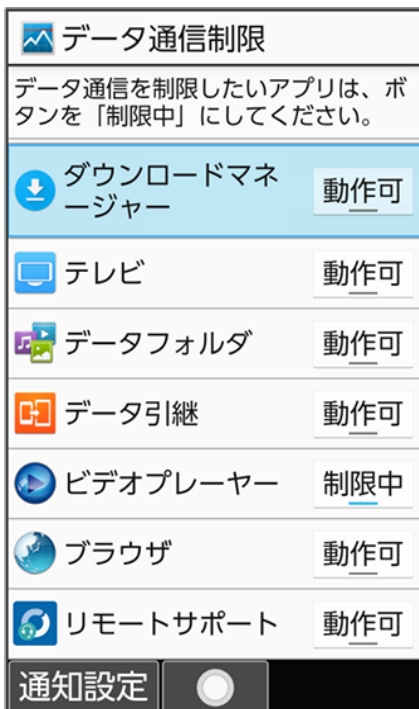 データ通信制限
データ通信を制限したいアプリは、ボ
タンを「制限中」にしてください。
ダウンロードマネ
ージャー
動作可
テレビ
動作可
データフォルダ
動作可
データ引継
動作可
ビデオプレーヤー
制限中
ブラウザ
動作可
リモートサポート
動作可
通知設定